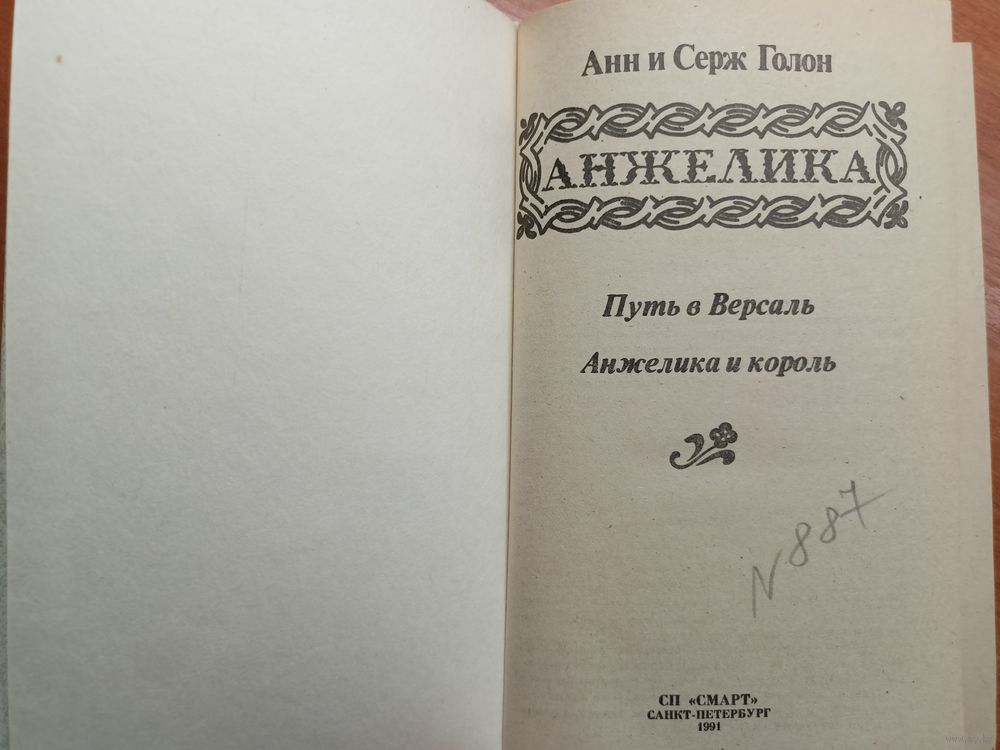 Анн и Серж Голон
АНЖЕЛИКА
Путь в Версаль
Анжелика и король
N 887
СП «СМАРТ»
САНКТ-ПЕТЕРБУРГ
1991